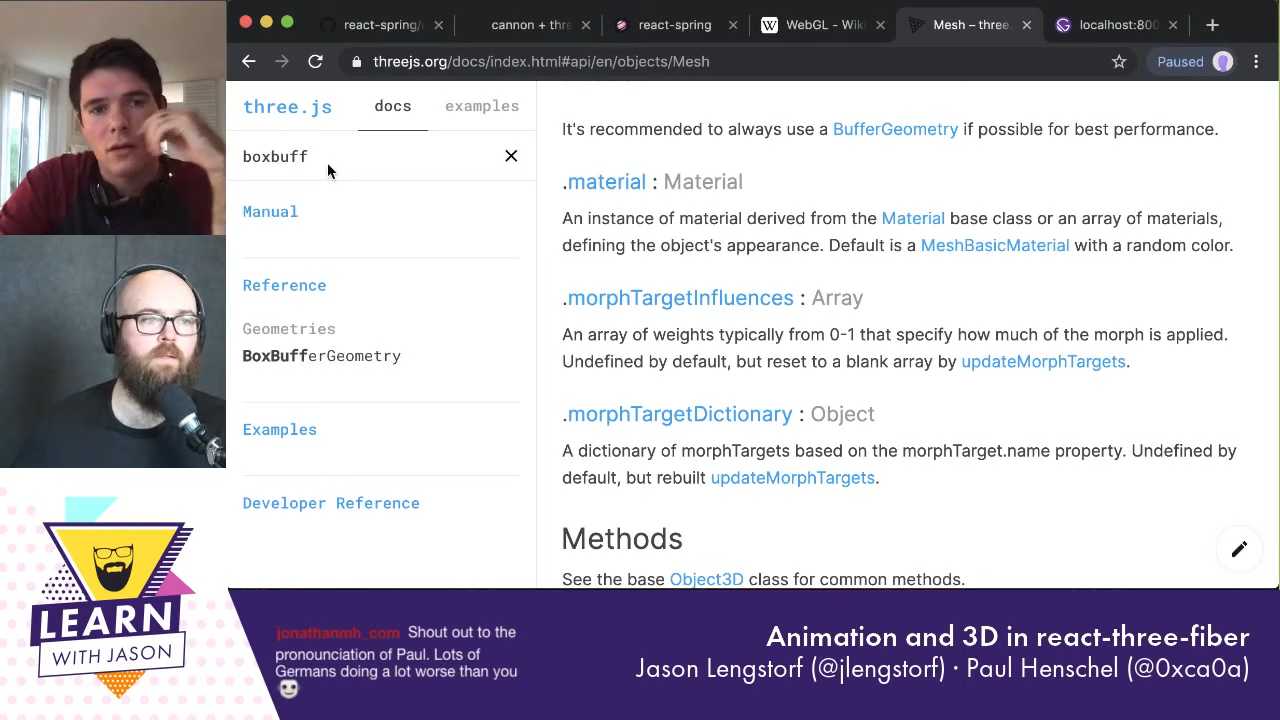 react-spring/
cannon + thre
react-spring
WebGL - Wiki
Mesh – three.
localhost:800
threejs.org/docs/index.html#api/en/objects/Mesh
Paused
three.js
docs
examples
boxbuff
Manual
Reference
Geometries
BoxBufferGeometry
Examples
Developer Reference
It's recommended to always use a BufferGeometry if possible for best performance.
.material : Material
An instance of material derived from the Material base class or an array of materials,
defining the object's appearance. Default is a MeshBasicMaterial with a random color.
.morphTargetInfluences : Array
An array of weights typically from 0-1 that specify how much of the morph is applied.
Undefined by default, but reset to a blank array by updateMorphTargets.
.morphTargetDictionary : Object
A dictionary of morphTargets based on the morphTarget.name property. Undefined by
default, but rebuilt updateMorphTargets.
Methods
See the base Object3D class for common methods.
LEARN
WITH JASON
jonathanmh_com Shout out to the
pronounciation of Paul. Lots of
Germans doing a lot worse than you
Animation and 3D in react-three-fiber
Jason Lengstorf (@jlengstorf) · Paul Henschel (@0xca0a)